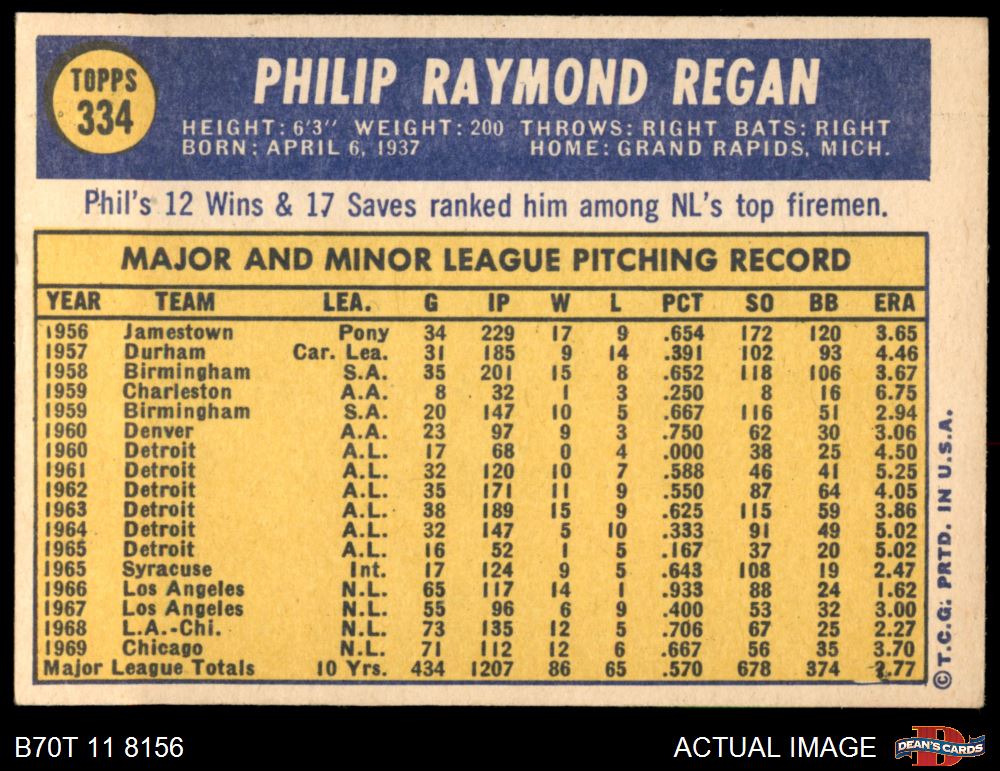 TOPPS
334
PHILIP RAYMOND REGAN
HEIGHT: 6'3" WEIGHT: 200 THROWS: RIGHT BATS: RIGHT
BORN: APRIL 6, 1937 HOME: GRAND RAPIDS, MICH.
Phil's 12 Wins & 17 Saves ranked him among NL's top firemen.
MAJOR AND MINOR LEAGUE PITCHING RECORD
YEAR TEAM LEA. G IP W L PCT SO BB ERA
1956 Jamestown Pony 34 229 17 9 .654 172 120 3.65
1957 Durham Car. Lea. 31 185 9 14 .391 102 93 4.46
1958 Birmingham S.A. 35 201 15 8 .652 118 106 3.67
1959 Charleston A.A. 8 32 1 3 .250 8 16 6.75
1959 Birmingham S.A. 20 147 10 5 .667 116 51 2.94
1960 Denver A.A. 23 97 9 3 .750 62 30 3.06
1960 Detroit A.L. 17 68 0 4 .000 38 25 4.50
1961 Detroit A.L. 32 120 10 7 .588 46 41 5.25
1962 Detroit A.L. 35 171 11 9 .550 87 64 4.05
1963 Detroit A.L. 38 189 15 9 .625 115 59 3.86
1964 Detroit A.L. 32 147 5 10 .333 91 49 5.02
1965 Detroit A.L. 16 52 1 5 .167 37 20 5.02
1965 Syracuse Int. 17 124 9 5 .643 108 19 2.47
1966 Los Angeles N.L. 65 117 14 1 .933 88 24 1.62
1967 Los Angeles N.L. 55 96 6 9 .400 53 32 3.00
1968 L.A.-Chi. N.L. 73 135 12 5 .706 67 25 2.27
1969 Chicago N.L. 71 112 12 6 .667 56 35 3.70
Major League Totals 10 Yrs. 434 1207 86 65 .570 678 374
©T.C.G. PRTD. IN U.S.A.
B70T 11 8156
ACTUAL IMAGE
D
DEAN'S CARDS